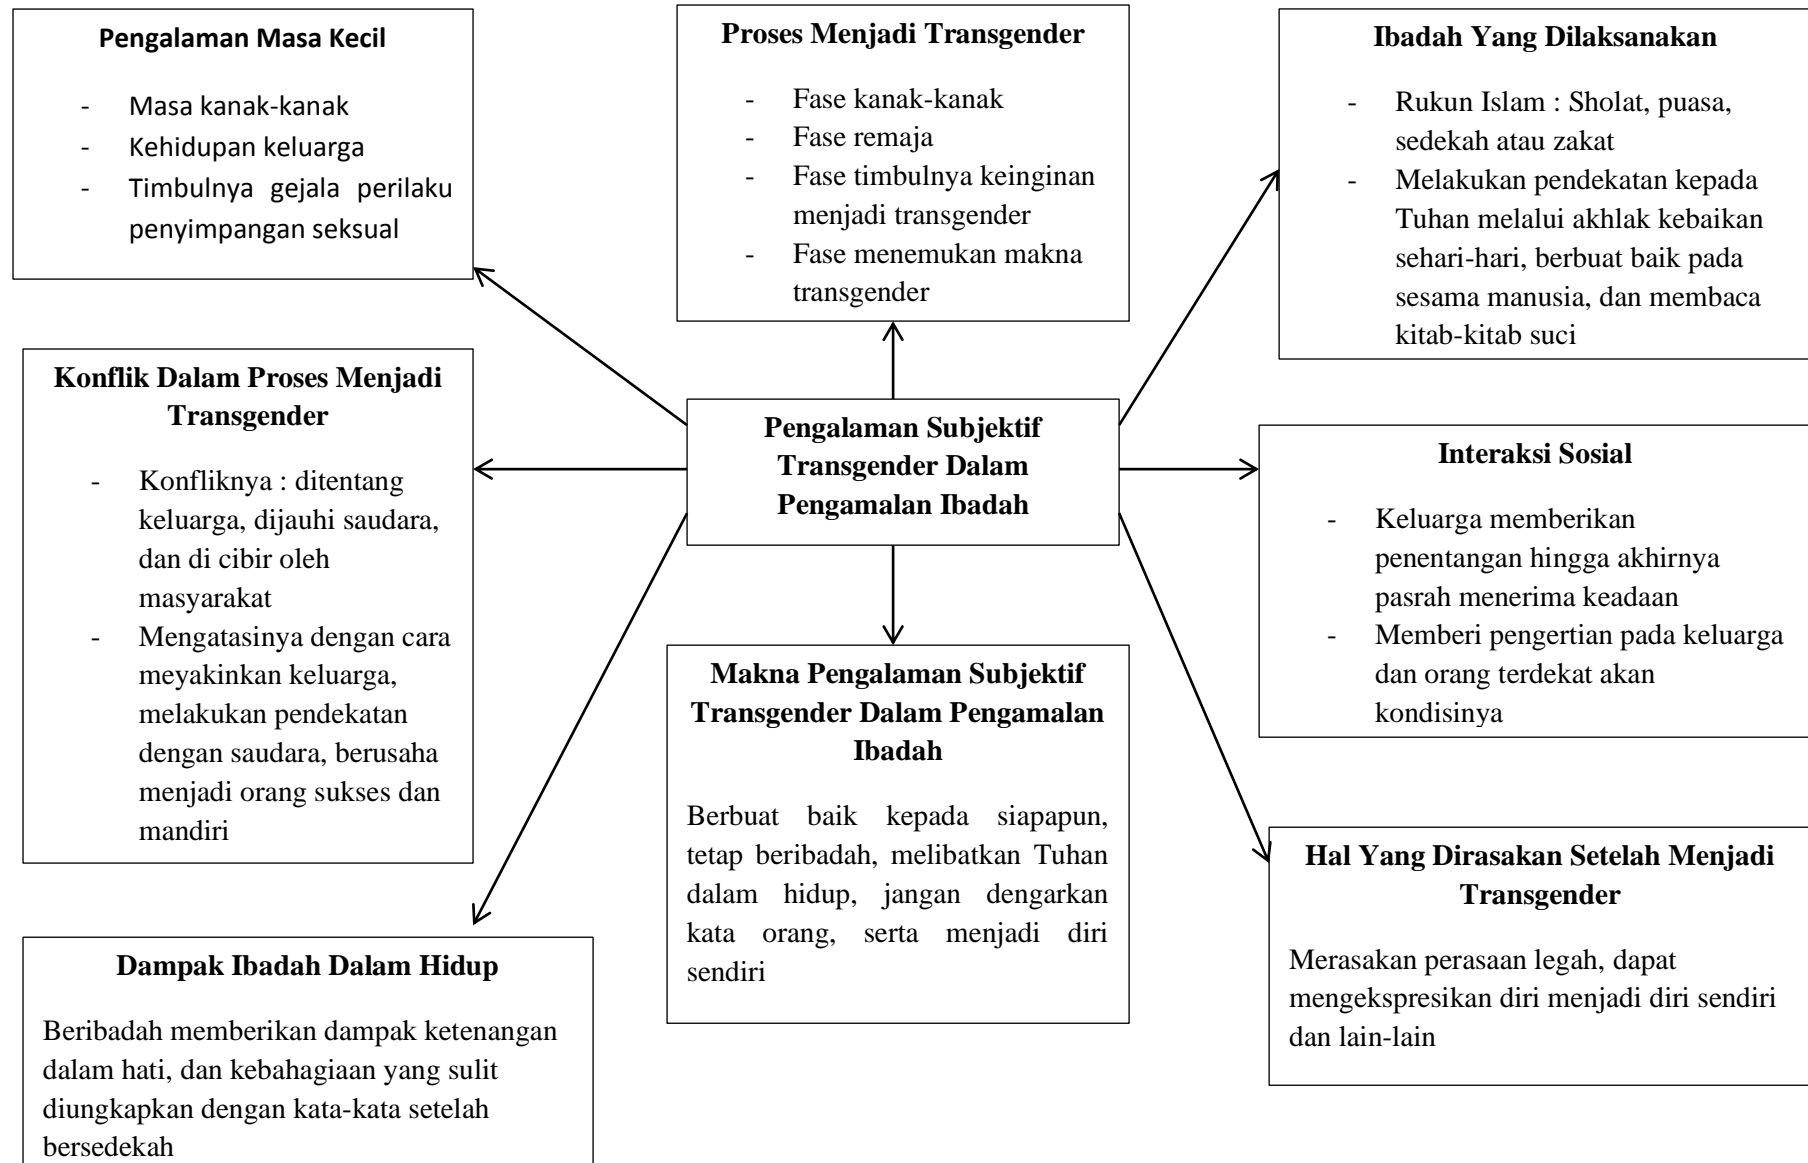 Pengalaman Masa Kecil
- Masa kanak-kanak
- Kehidupan keluarga
- Timbulnya gejala perilaku
penyimpangan seksual
Proses Menjadi Transgender
- Fase kanak-kanak
- Fase remaja
- Fase timbulnya keinginan
menjadi transgender
- Fase menemukan makna
transgender
Ibadah Yang Dilaksanakan
- Rukun Islam : Sholat, puasa,
sedekah atau zakat
- Melakukan pendekatan kepada
Tuhan melalui akhlak kebaikan
sehari-hari, berbuat baik pada
sesama manusia, dan membaca
kitab-kitab suci
Konflik Dalam Proses Menjadi
Transgender
- Konfliknya : ditentang
keluarga, dijauhi saudara,
dan di cibir oleh
masyarakat
- Mengatasinya dengan cara
meyakinkan keluarga,
melakukan pendekatan
dengan saudara, berusaha
menjadi orang sukses dan
mandiri
Pengalaman Subjektif
Transgender Dalam
Pengamalan Ibadah
Interaksi Sosial
- Keluarga memberikan
penentangan hingga akhirnya
pasrah menerima keadaan
- Memberi pengertian pada keluarga
dan orang terdekat akan
kondisinya
Makna Pengalaman Subjektif
Transgender Dalam Pengamalan
Ibadah
Berbuat baik kepada siapapun,
tetap beribadah, melibatkan Tuhan
dalam hidup, jangan dengarkan
kata orang, serta menjadi diri
sendiri
Hal Yang Dirasakan Setelah Menjadi
Transgender
Merasakan perasaan legah, dapat
mengekspresikan diri menjadi diri sendiri
dan lain-lain
Dampak Ibadah Dalam Hidup
Beribadah memberikan dampak ketenangan
dalam hati, dan kebahagiaan yang sulit
diungkapkan dengan kata-kata setelah
bersedekah